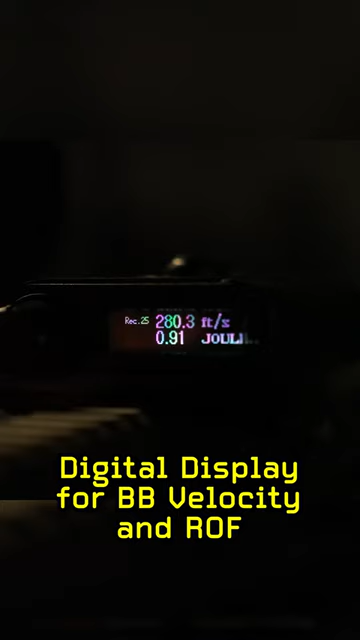 Rec.25 280.3 ft/s
0.91
Digital Display
for BB Velocity
and ROF